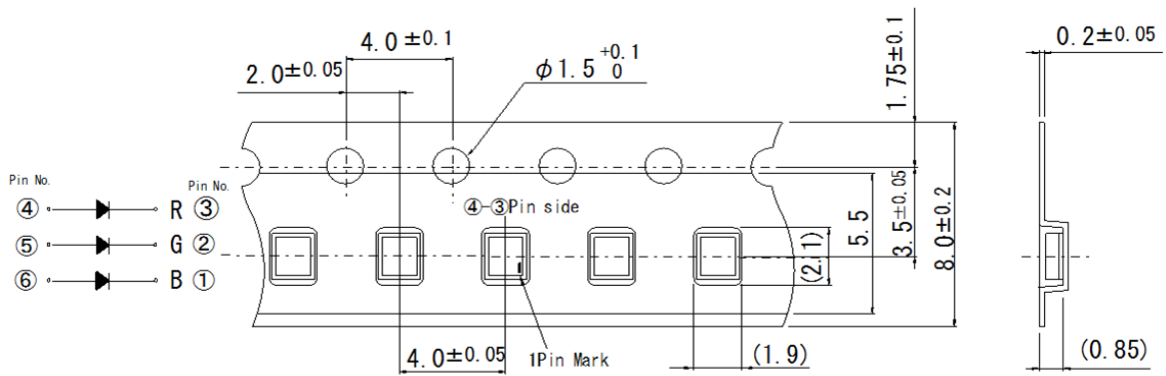 4.0±0.1
2.0±0.05
φ1.5 +0.1 0
1.75±0.1
0.2±0.05
Pin No.
Pin No.
④ R ③
⑤ G ②
⑥ B ①
④-③Pin side
5.5
3.5±0.05
8.0±0.2
(2.1)
4.0±0.05
1Pin Mark
(1.9)
(0.85)